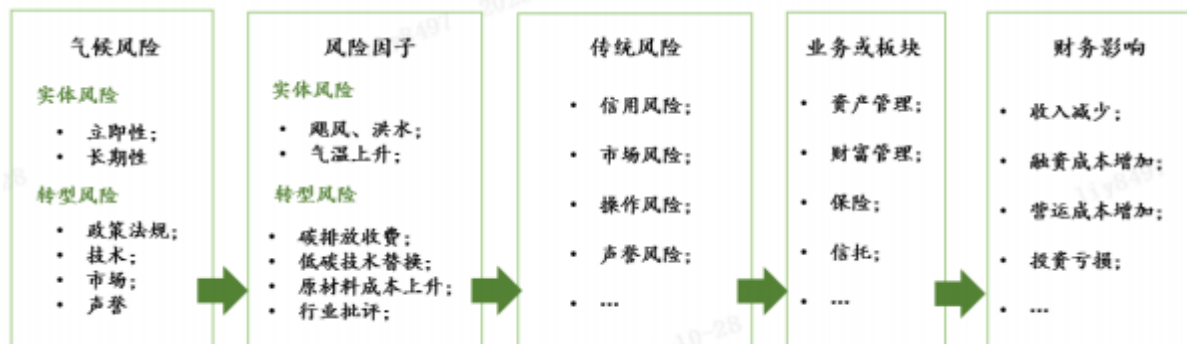 气候风险
实体风险
• 立即性；
• 长期性
转型风险
• 政策法规；
• 技术；
• 市场；
• 声誉
风险因子
实体风险
• 飓风、洪水；
• 气温上升；
转型风险
• 碳排放收费；
• 低碳技术替换；
• 原材料成本上升；
• 行业批评；
传统风险
• 信用风险；
• 市场风险；
• 操作风险；
• 声誉风险；
• …
业务或板块
• 资产管理；
• 财富管理；
• 保险；
• 信托；
• …
财务影响
• 收入减少；
• 融资成本增加；
• 营运成本增加；
• 投资亏损；
• …